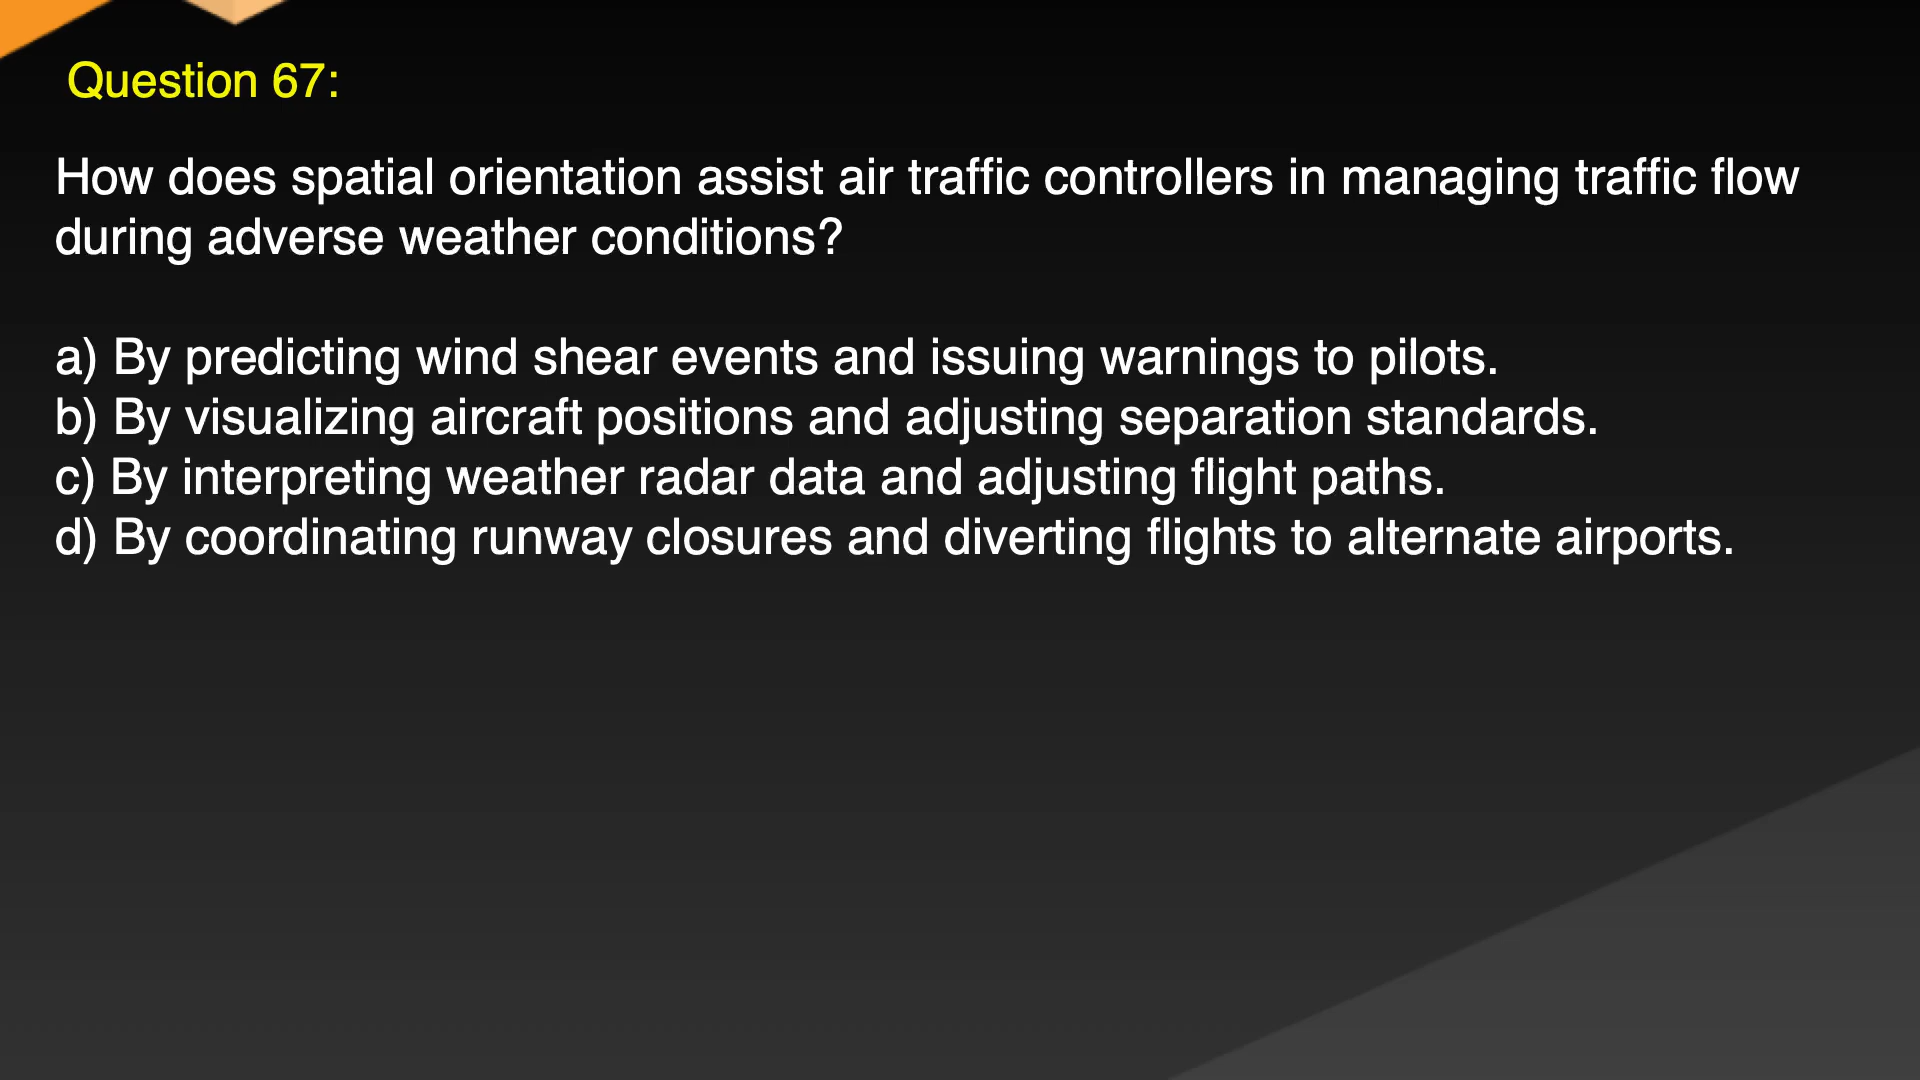 Question 67:
How does spatial orientation assist air traffic controllers in managing traffic flow
during adverse weather conditions?
a) By predicting wind shear events and issuing warnings to pilots.
b) By visualizing aircraft positions and adjusting separation standards.
c) By interpreting weather radar data and adjusting flight paths.
d) By coordinating runway closures and diverting flights to alternate airports.